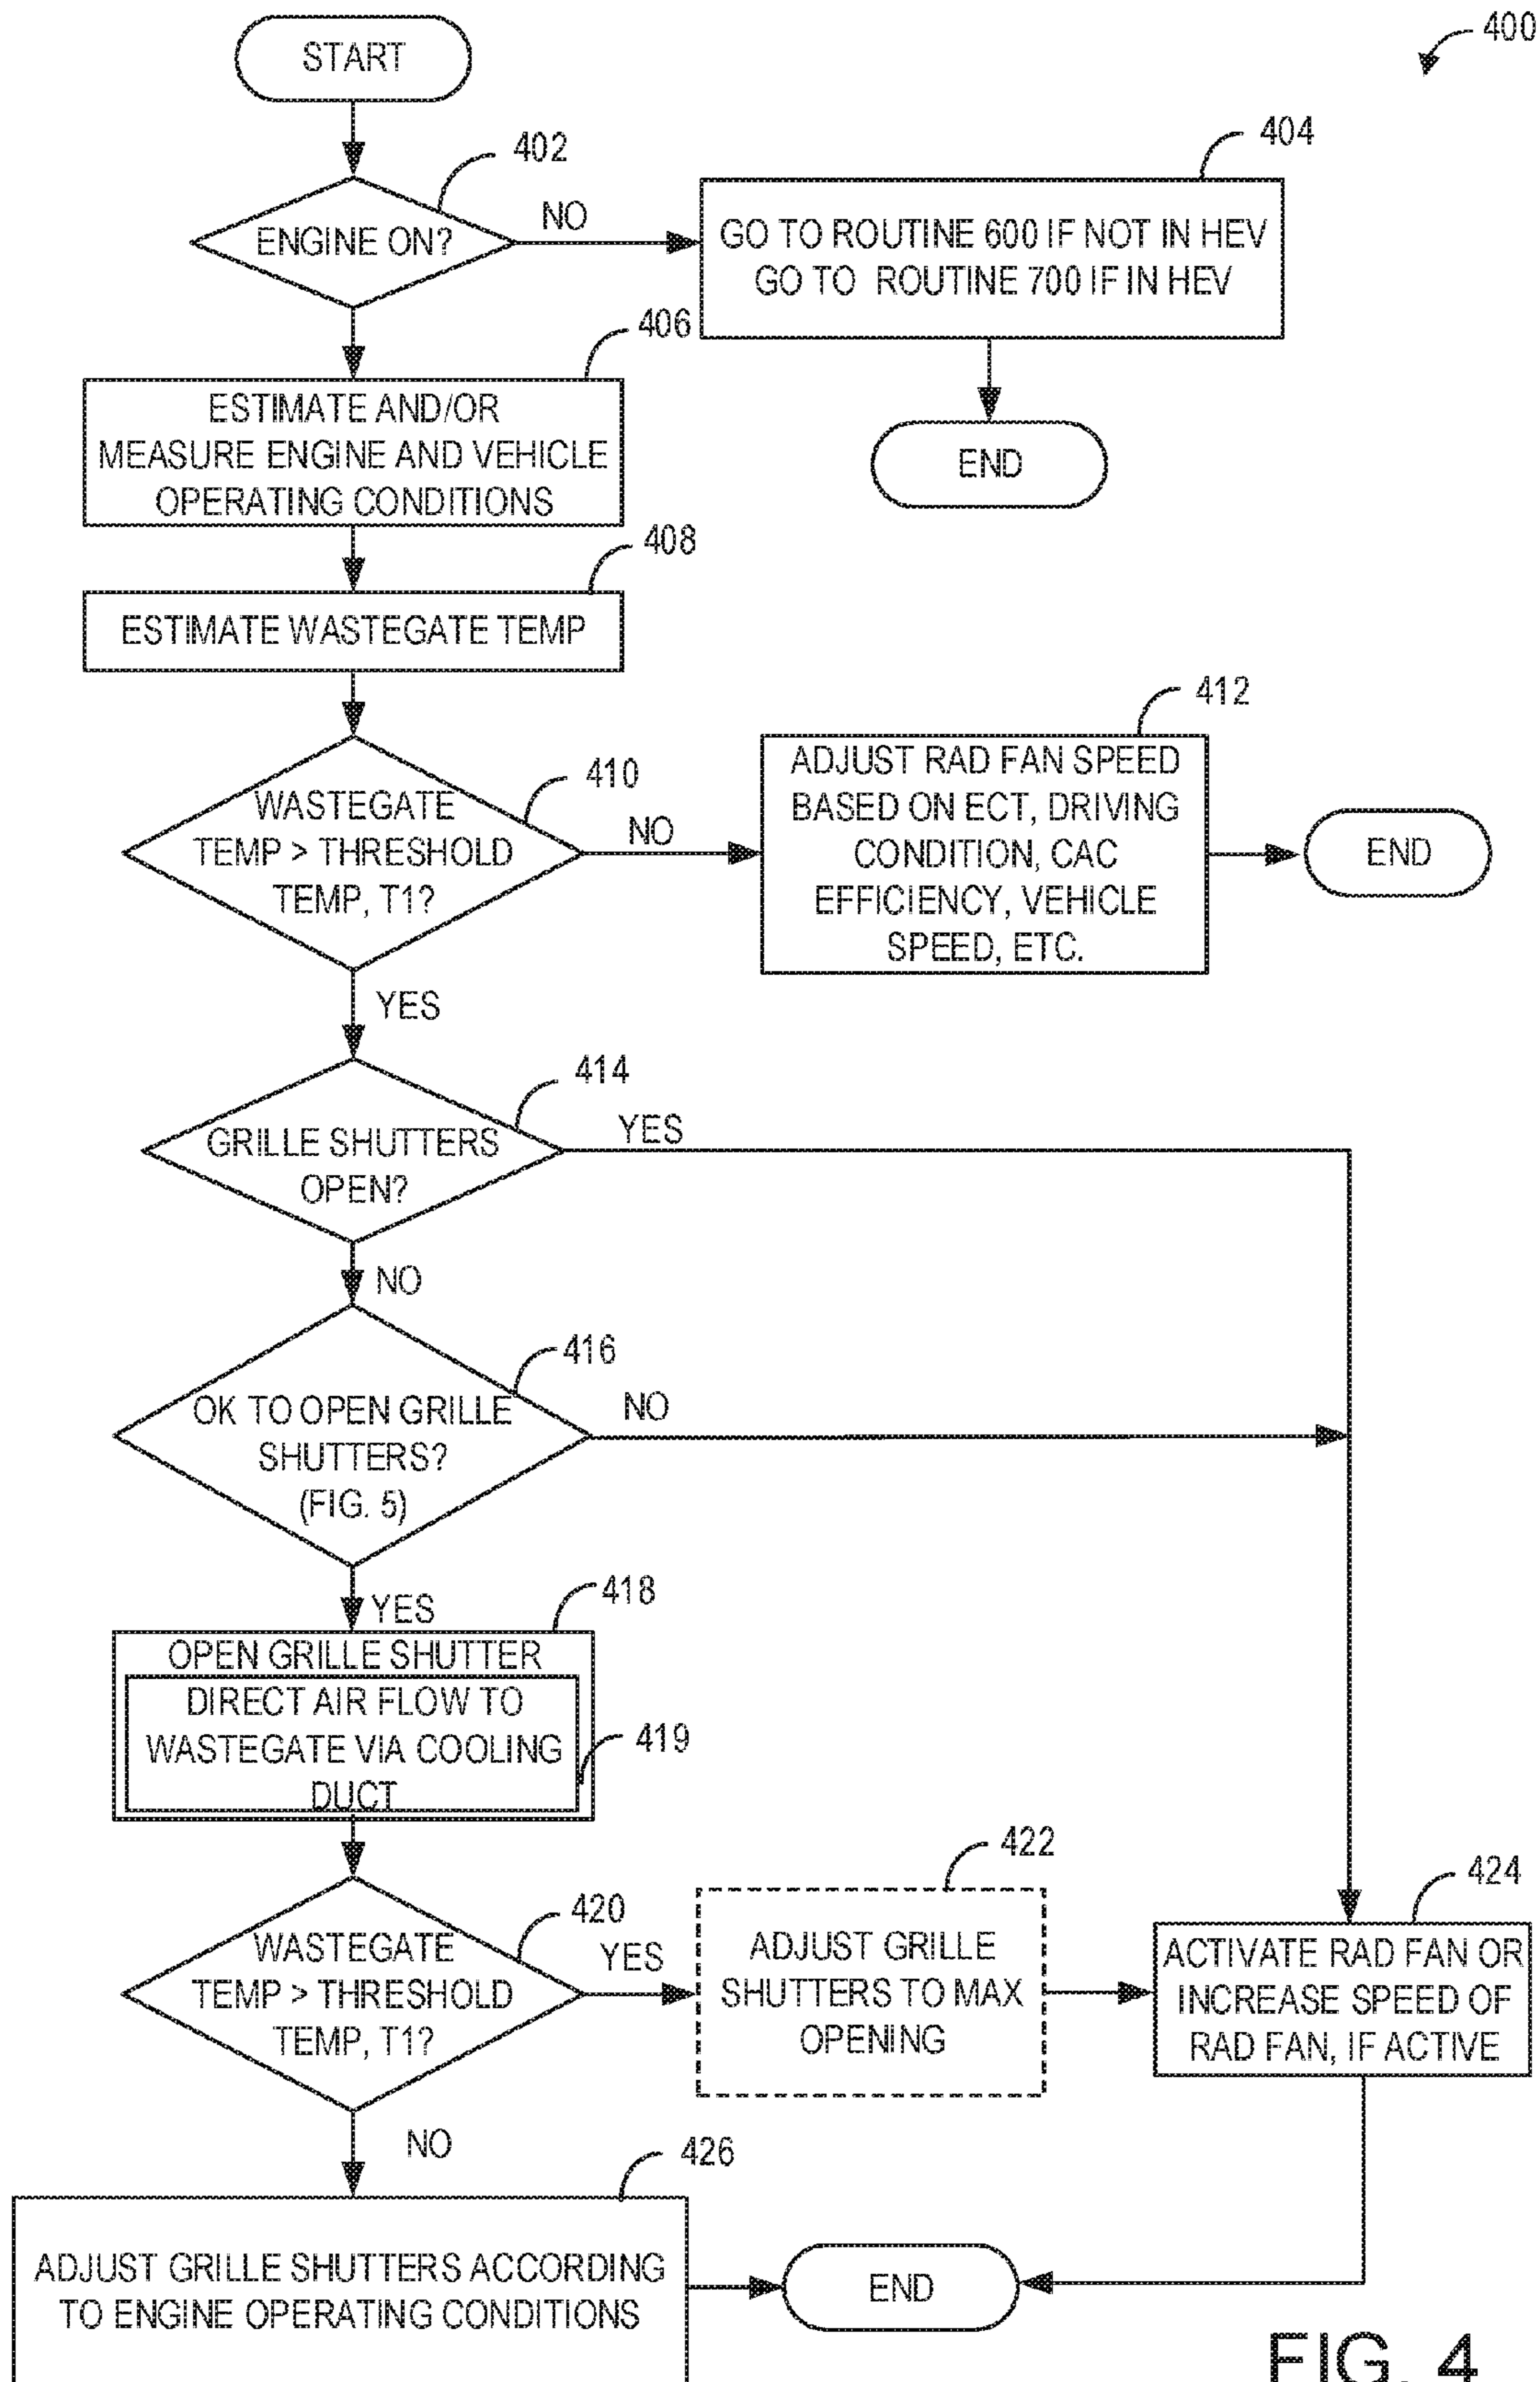 400
START
402
ENGINE ON?
NO
404
GO TO ROUTINE 600 IF NOT IN HEV
GO TO ROUTINE 700 IF IN HEV
END
406
ESTIMATE AND/OR
MEASURE ENGINE AND VEHICLE
OPERATING CONDITIONS
408
ESTIMATE WASTEGATE TEMP
410
WASTEGATE
TEMP > THRESHOLD
TEMP, T1?
NO
412
ADJUST RAD FAN SPEED
BASED ON ECT, DRIVING
CONDITION, CAC
EFFICIENCY, VEHICLE
SPEED, ETC.
END
YES
414
GRILLE SHUTTERS
OPEN?
YES
NO
416
OK TO OPEN GRILLE
SHUTTERS?
(FIG. 5)
NO
YES
418
OPEN GRILLE SHUTTER
DIRECT AIR FLOW TO
WASTEGATE VIA COOLING
DUCT
419
420
WASTEGATE
TEMP > THRESHOLD
TEMP, T1?
YES
422
ADJUST GRILLE
SHUTTERS TO MAX
OPENING
424
ACTIVATE RAD FAN OR
INCREASE SPEED OF
RAD FAN, IF ACTIVE
NO
426
ADJUST GRILLE SHUTTERS ACCORDING
TO ENGINE OPERATING CONDITIONS
END
FIG. 4